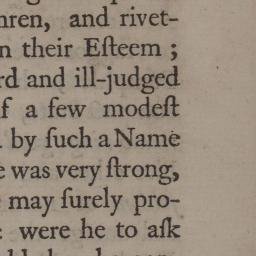 hren, and rivet-
n their Eſteem ;
rd and ill-judged
f a few modeſt
by ſuch a Name
e was very ſtrong,
may ſurely pro-
: were he to aſk